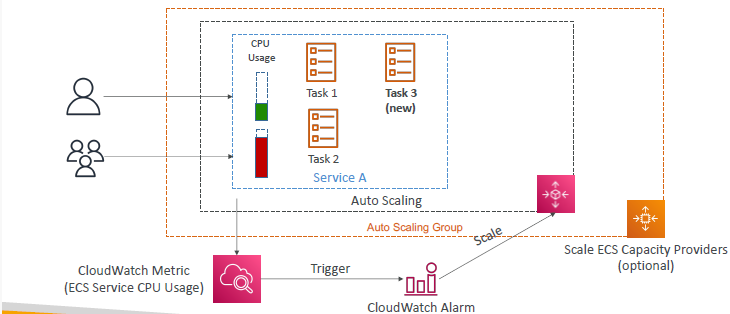 CPU
Usage
Task 1
Task 3
(new)
Task 2
Service A
Auto Scaling
Auto Scaling Group
Scale
Scale ECS Capacity Providers
(optional)
CloudWatch Metric
(ECS Service CPU Usage)
Trigger
CloudWatch Alarm